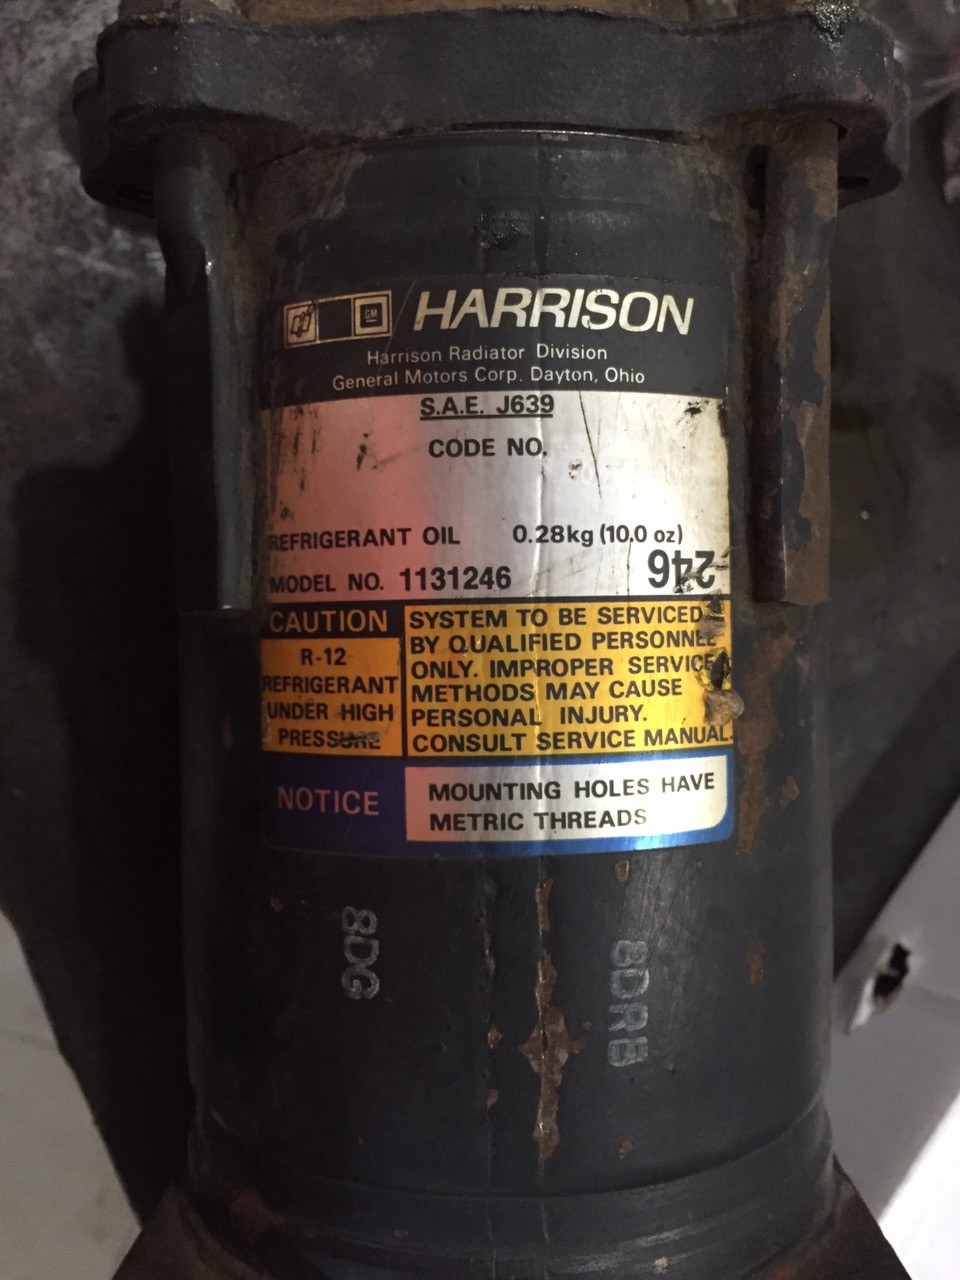 GM HARRISON
Harrison Radiator Division
General Motors Corp. Dayton, Ohio
S.A.E. J639
CODE NO.
REFRIGERANT OIL 0.28kg (10.0 oz)
MODEL NO. 1131246 246
CAUTION
R-12
REFRIGERANT
UNDER HIGH
PRESSURE
SYSTEM TO BE SERVICED
BY QUALIFIED PERSONNEL
ONLY. IMPROPER SERVICE
METHODS MAY CAUSE
PERSONAL INJURY.
CONSULT SERVICE MANUAL.
NOTICE
MOUNTING HOLES HAVE
METRIC THREADS
8DG
8DRB